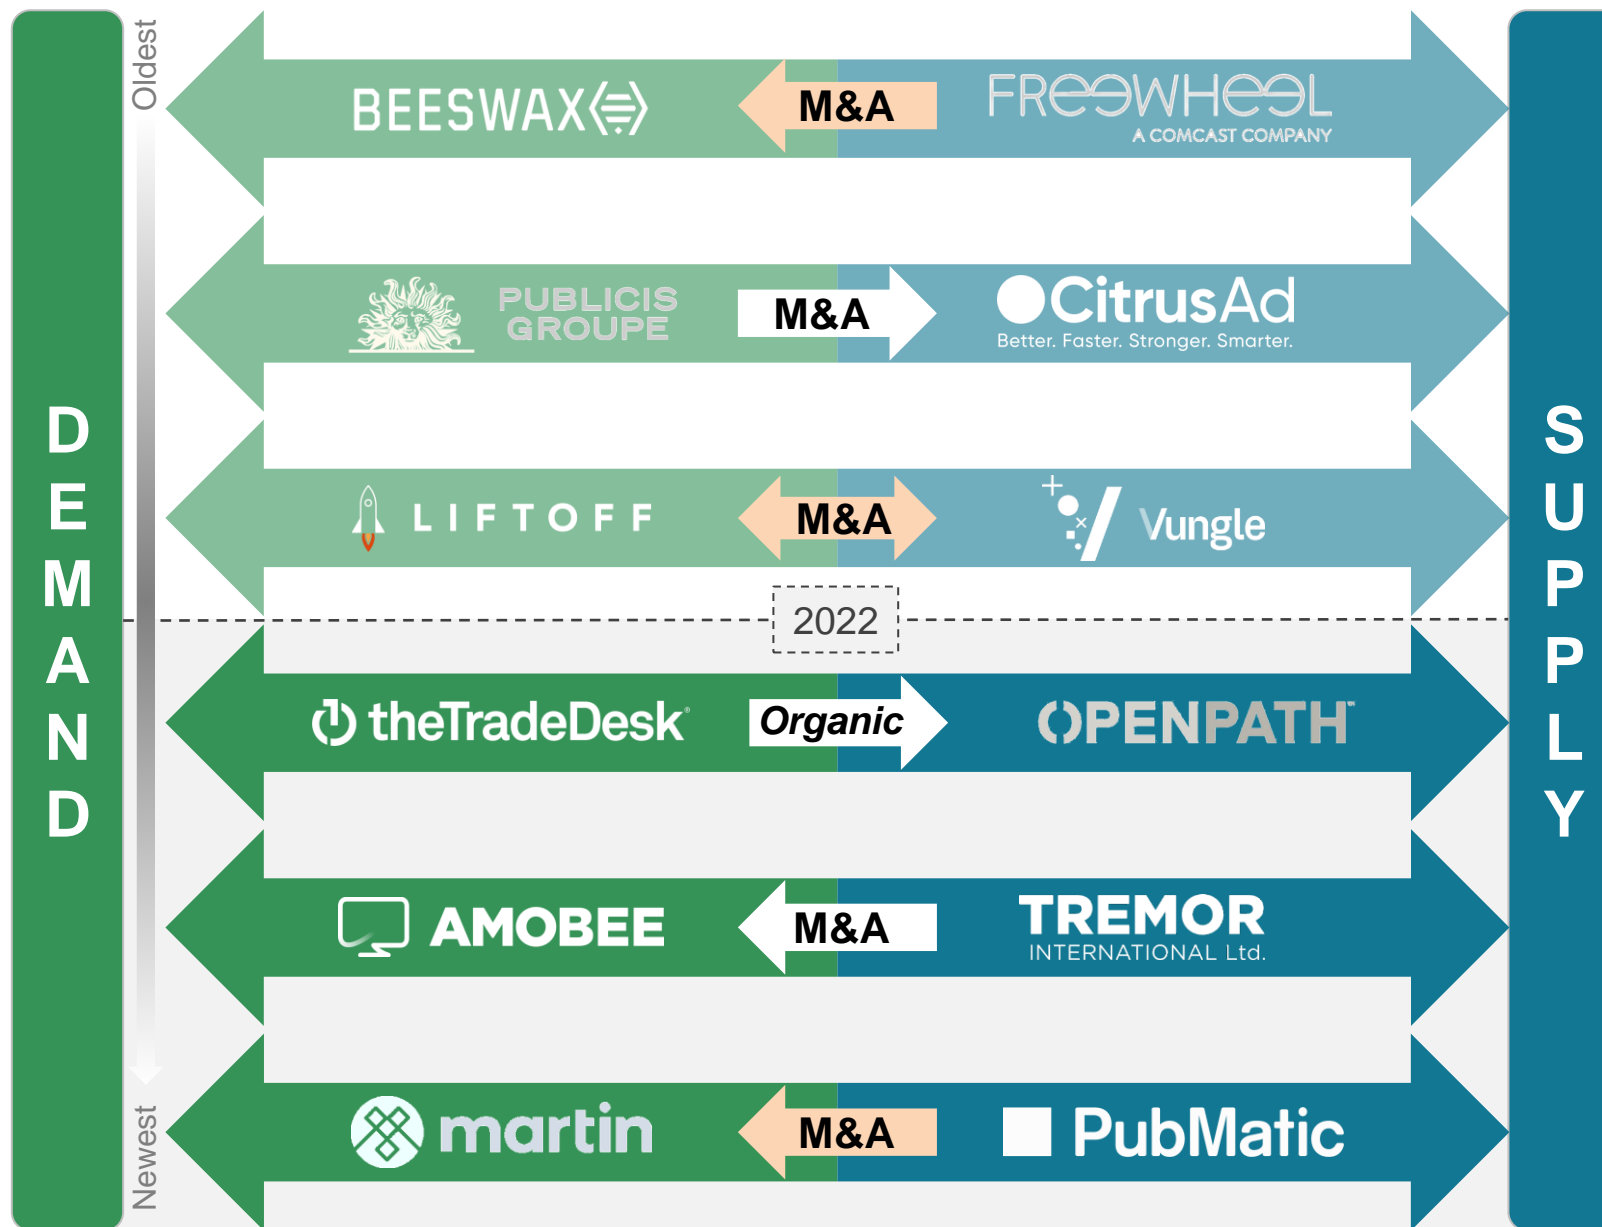 DEMAND
Oldest
BEESWAX
M&A
FREEWHEEL
A COMCAST COMPANY
PUBLICIS
GROUPE
M&A
CitrusAd
Better. Faster. Stronger. Smarter.
LIFTOFF
M&A
Vungle
2022
theTradeDesk®
Organic
OPENPATH™
AMOBEE
M&A
TREMOR
INTERNATIONAL Ltd.
martin
M&A
PubMatic
Newest
SUPPLY